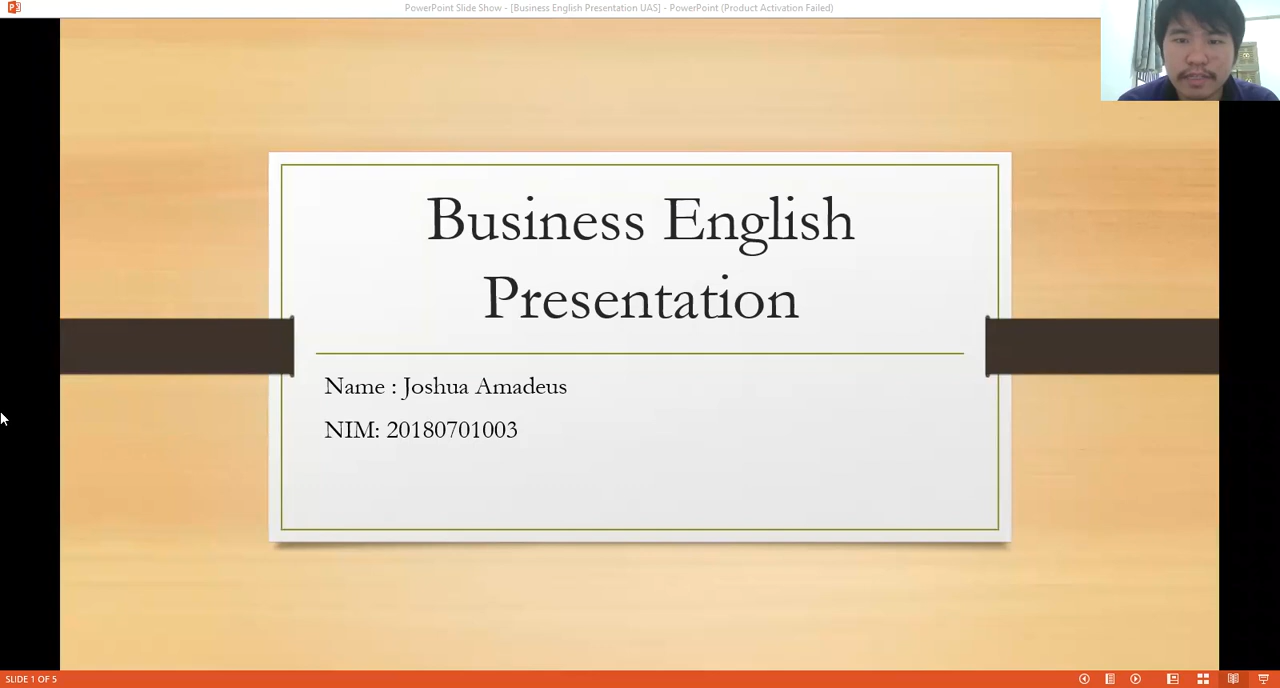 PowerPoint Slide Show - [Business English Presentation UAS] - PowerPoint (Product Activation Failed)
Business English
Presentation
Name : Joshua Amadeus
NIM: 20180701003
SLIDE 1 OF 5